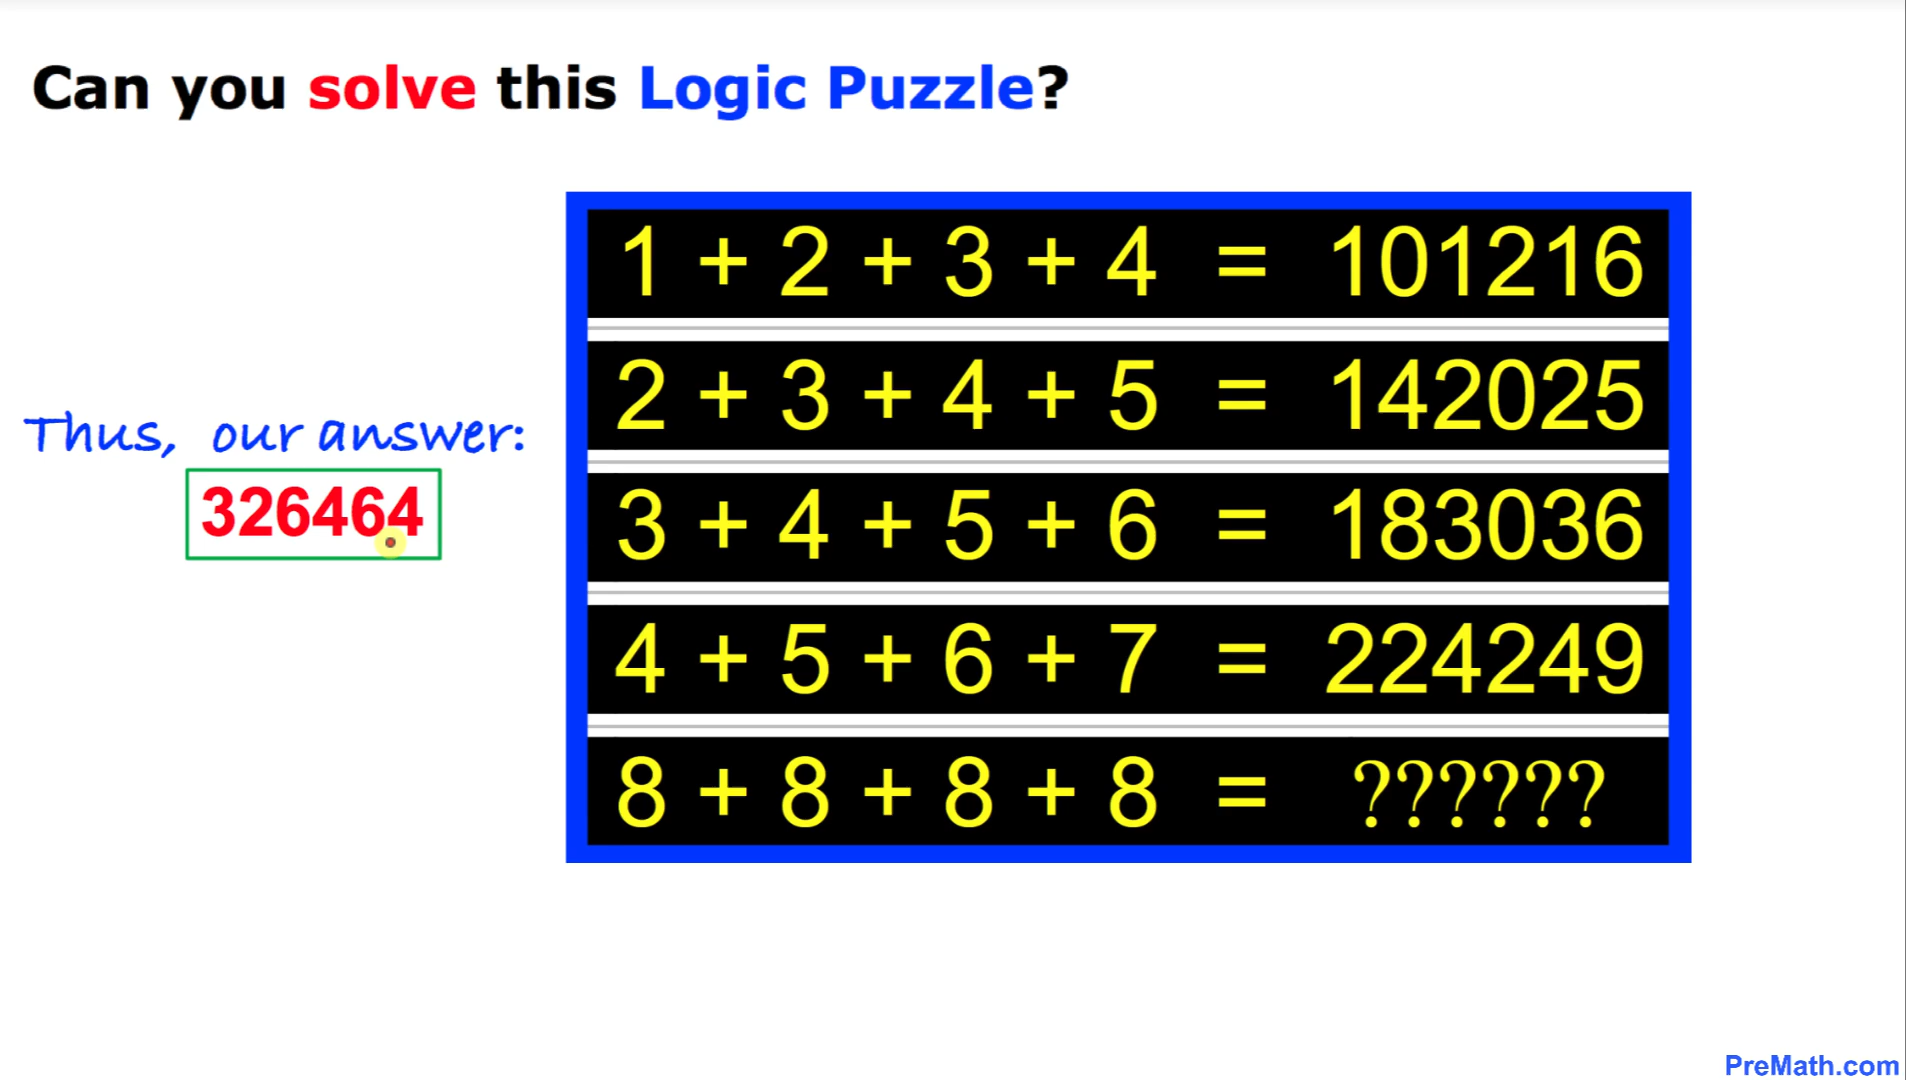 Can you solve this Logic Puzzle?
1 + 2 + 3 + 4 = 101216
2 + 3 + 4 + 5 = 142025
3 + 4 + 5 + 6 = 183036
4 + 5 + 6 + 7 = 224249
8 + 8 + 8 + 8 = ??????
Thus, our answer:
326464
PreMath.com